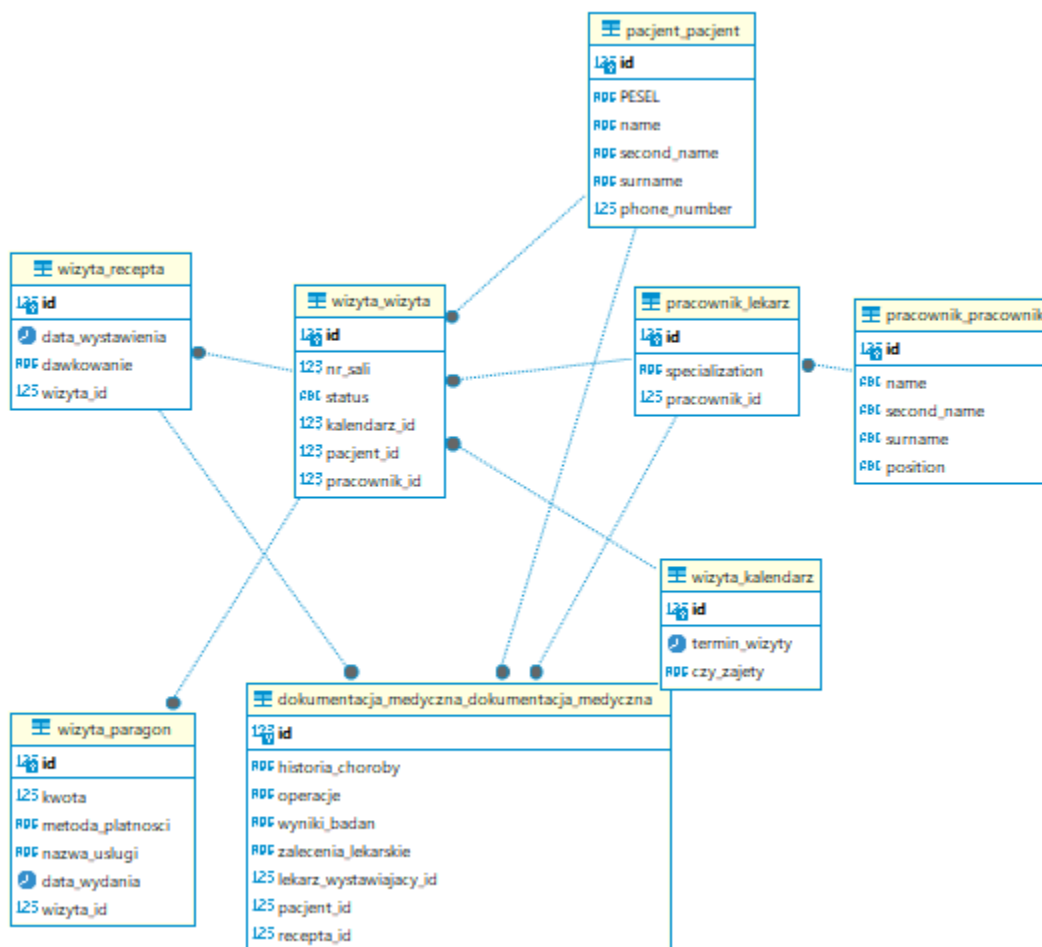 pacjent_pacjent
id
PESEL
name
second_name
surname
phone_number
wizyta_recepta
id
data_wystawienia
dawkowanie
wizyta_id
wizyta_wizyta
id
nr_sali
status
kalendarz_id
pacjent_id
pracownik_id
pracownik_lekarz
id
specialization
pracownik_id
pracownik_pracownik
id
name
second_name
surname
position
wizyta_kalendarz
id
termin_wizyty
czy_zajety
wizyta_paragon
id
kwota
metoda_platnosci
nazwa_uslugi
data_wydania
wizyta_id
dokumentacja_medyczna_dokumentacja_medyczna
id
historia_choroby
operacje
wyniki_badan
zalecenia_lekarskie
lekarz_wystawiajacy_id
pacjent_id
recepta_id